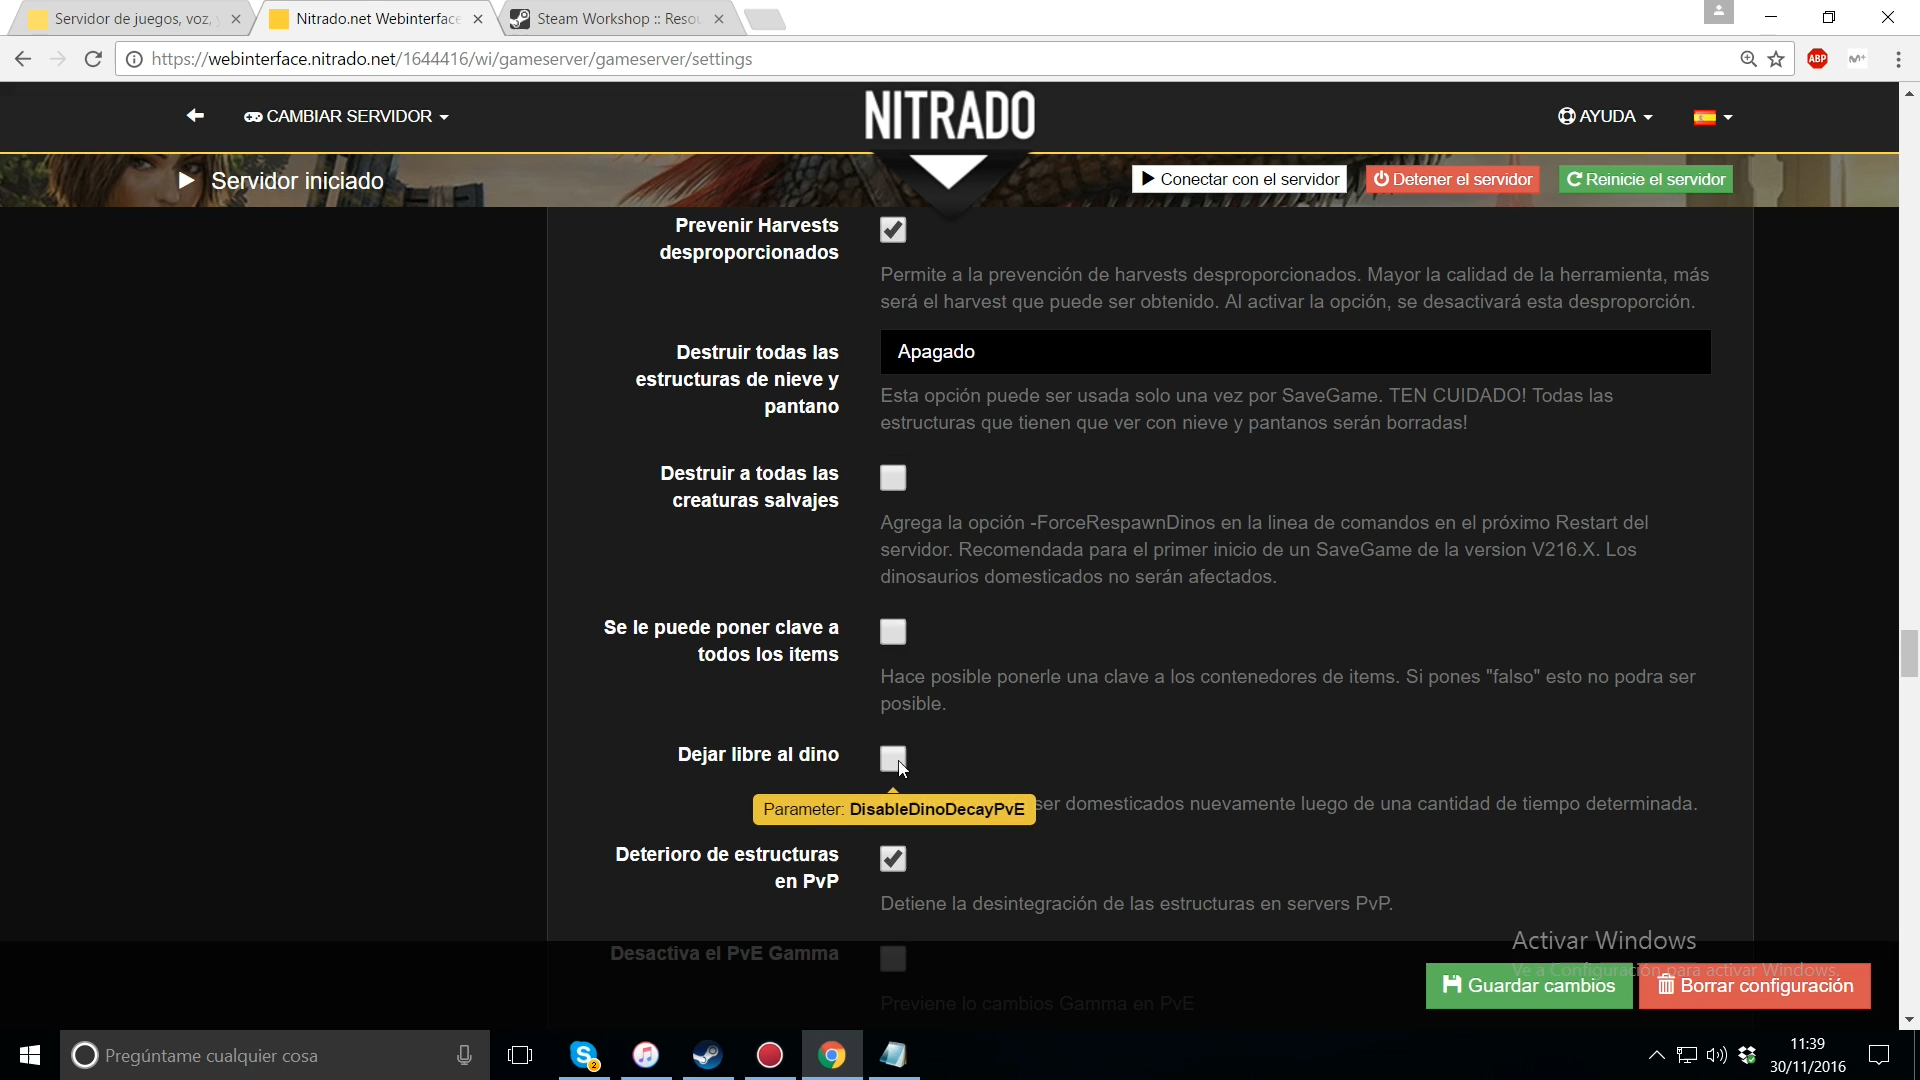 Servidor de juegos, voz, y
Nitrado.net Webinterface
Steam Workshop :: Resou
https://webinterface.nitrado.net/1644416/wi/gameserver/gameserver/settings
ABP
CAMBIAR SERVIDOR
NITRADO
AYUDA
Servidor iniciado
Conectar con el servidor
Detener el servidor
Reinicie el servidor
Prevenir Harvests
desproporcionados
Permite a la prevención de harvests desproporcionados. Mayor la calidad de la herramienta, más
será el harvest que puede ser obtenido. Al activar la opción, se desactivará esta desproporción.
Destruir todas las
estructuras de nieve y
pantano
Apagado
Esta opción puede ser usada solo una vez por SaveGame. TEN CUIDADO! Todas las
estructuras que tienen que ver con nieve y pantanos serán borradas!
Destruir a todas las
creaturas salvajes
Agrega la opción -ForceRespawnDinos en la linea de comandos en el próximo Restart del
servidor. Recomendada para el primer inicio de un SaveGame de la version V216.X. Los
dinosaurios domesticados no serán afectados.
Se le puede poner clave a
todos los items
Hace posible ponerle una clave a los contenedores de items. Si pones "falso" esto no podra ser
posible.
Dejar libre al dino
Parameter: DisableDinoDecayPvE
ser domesticados nuevamente luego de una cantidad de tiempo determinada.
Deterioro de estructuras
en PvP
Detiene la desintegración de las estructuras en servers PvP.
Desactiva el PvE Gamma
Previene lo cambios Gamma en PvE
Activar Windows
Ve a Configuración para activar Windows.
Guardar cambios
Borrar configuración
Pregúntame cualquier cosa
2
11:39
30/11/2016